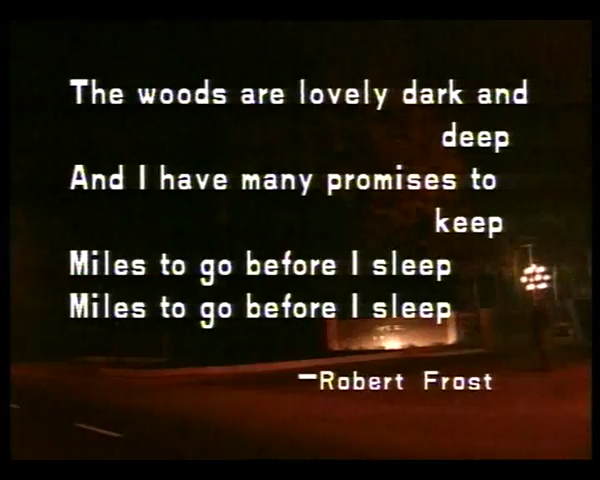 The woods are lovely dark and
deep
And I have many promises to
keep
Miles to go before I sleep
Miles to go before I sleep
—Robert Frost